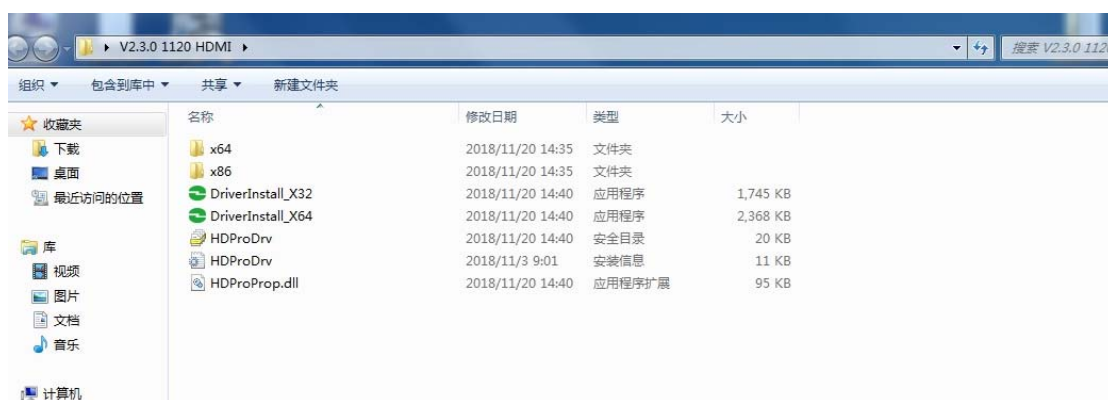 V2.3.0 1120 HDMI
搜索 V2.3.0 112
组织 包含到库中 共享 新建文件夹
收藏夹
下载
桌面
最近访问的位置
库
视频
图片
文档
音乐
计算机
名称 修改日期 类型 大小
x64 2018/11/20 14:35 文件夹
x86 2018/11/20 14:35 文件夹
DriverInstall_X32 2018/11/20 14:40 应用程序 1,745 KB
DriverInstall_X64 2018/11/20 14:40 应用程序 2,368 KB
HDProDrv 2018/11/20 14:40 安全目录 20 KB
HDProDrv 2018/11/3 9:01 安装信息 11 KB
HDProProp.dll 2018/11/20 14:40 应用程序扩展 95 KB